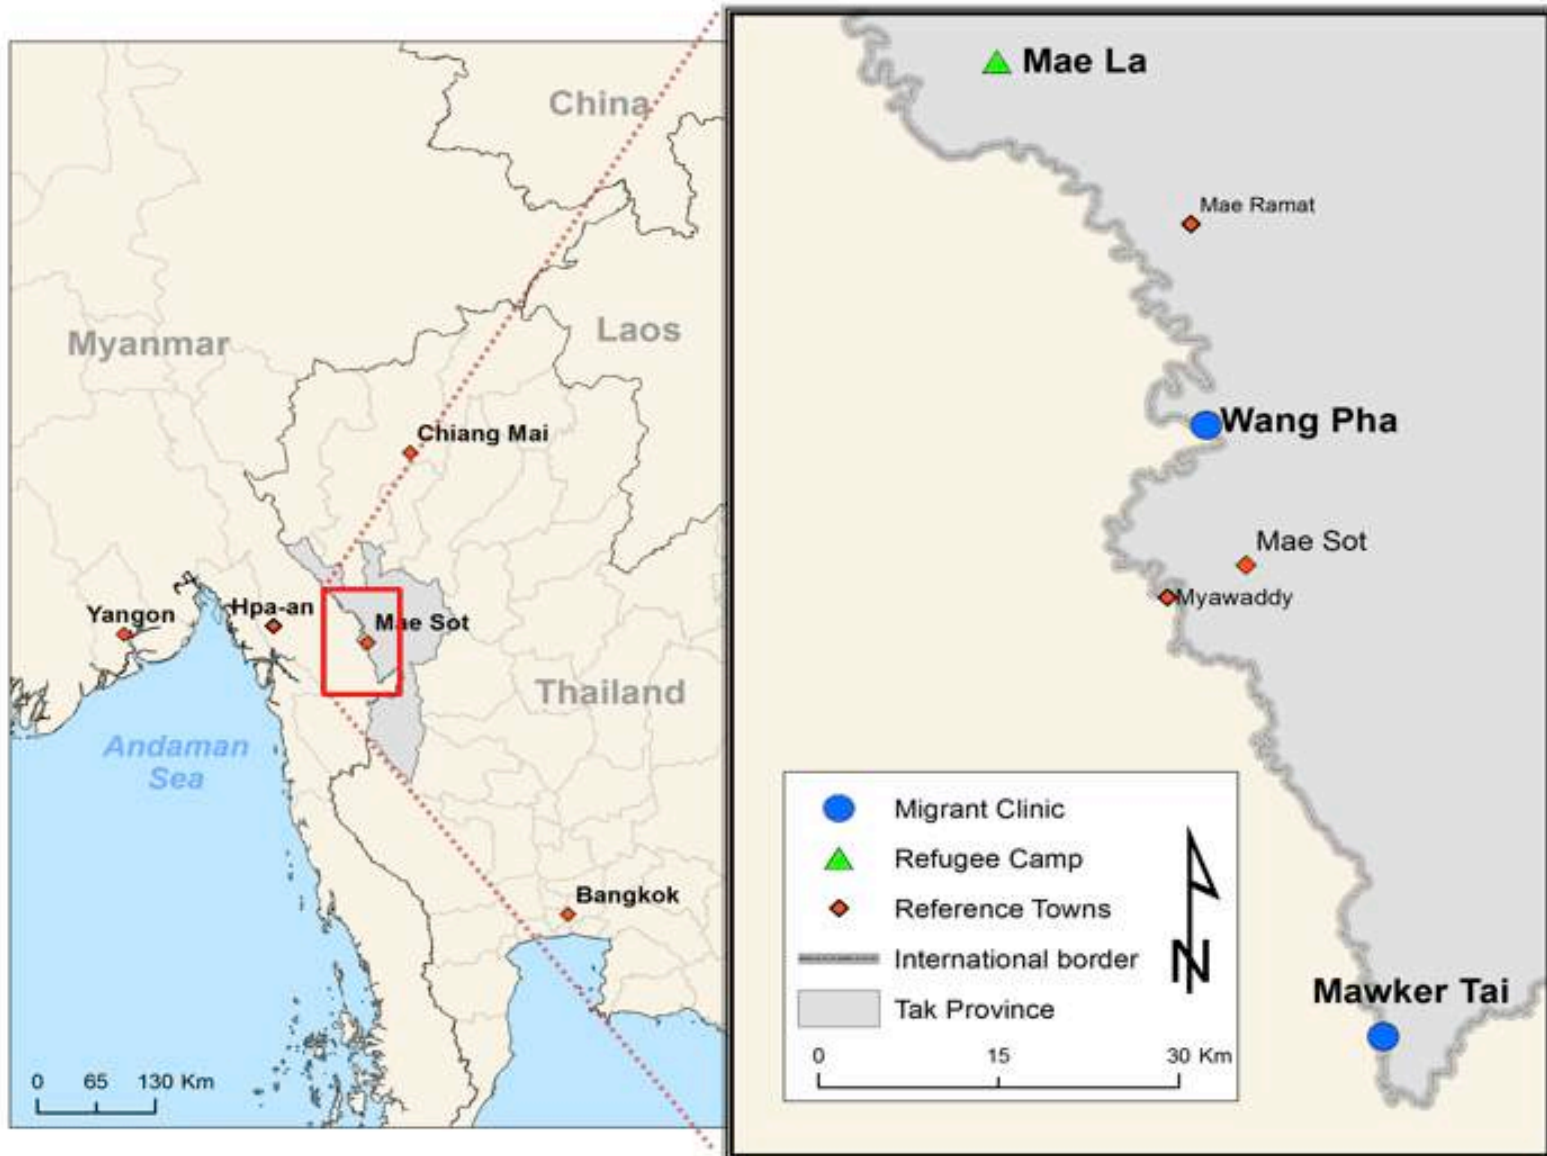 China
Myanmar
Laos
Chiang Mai
Yangon
Hpa-an
Mae Sot
Thailand
Andaman
Sea
Bangkok
0 65 130 Km
Mae La
Mae Ramat
Wang Pha
Mae Sot
Myawaddy
Migrant Clinic
Refugee Camp
Reference Towns
International border
Tak Province
N
0 15 30 Km
Mawker Tai